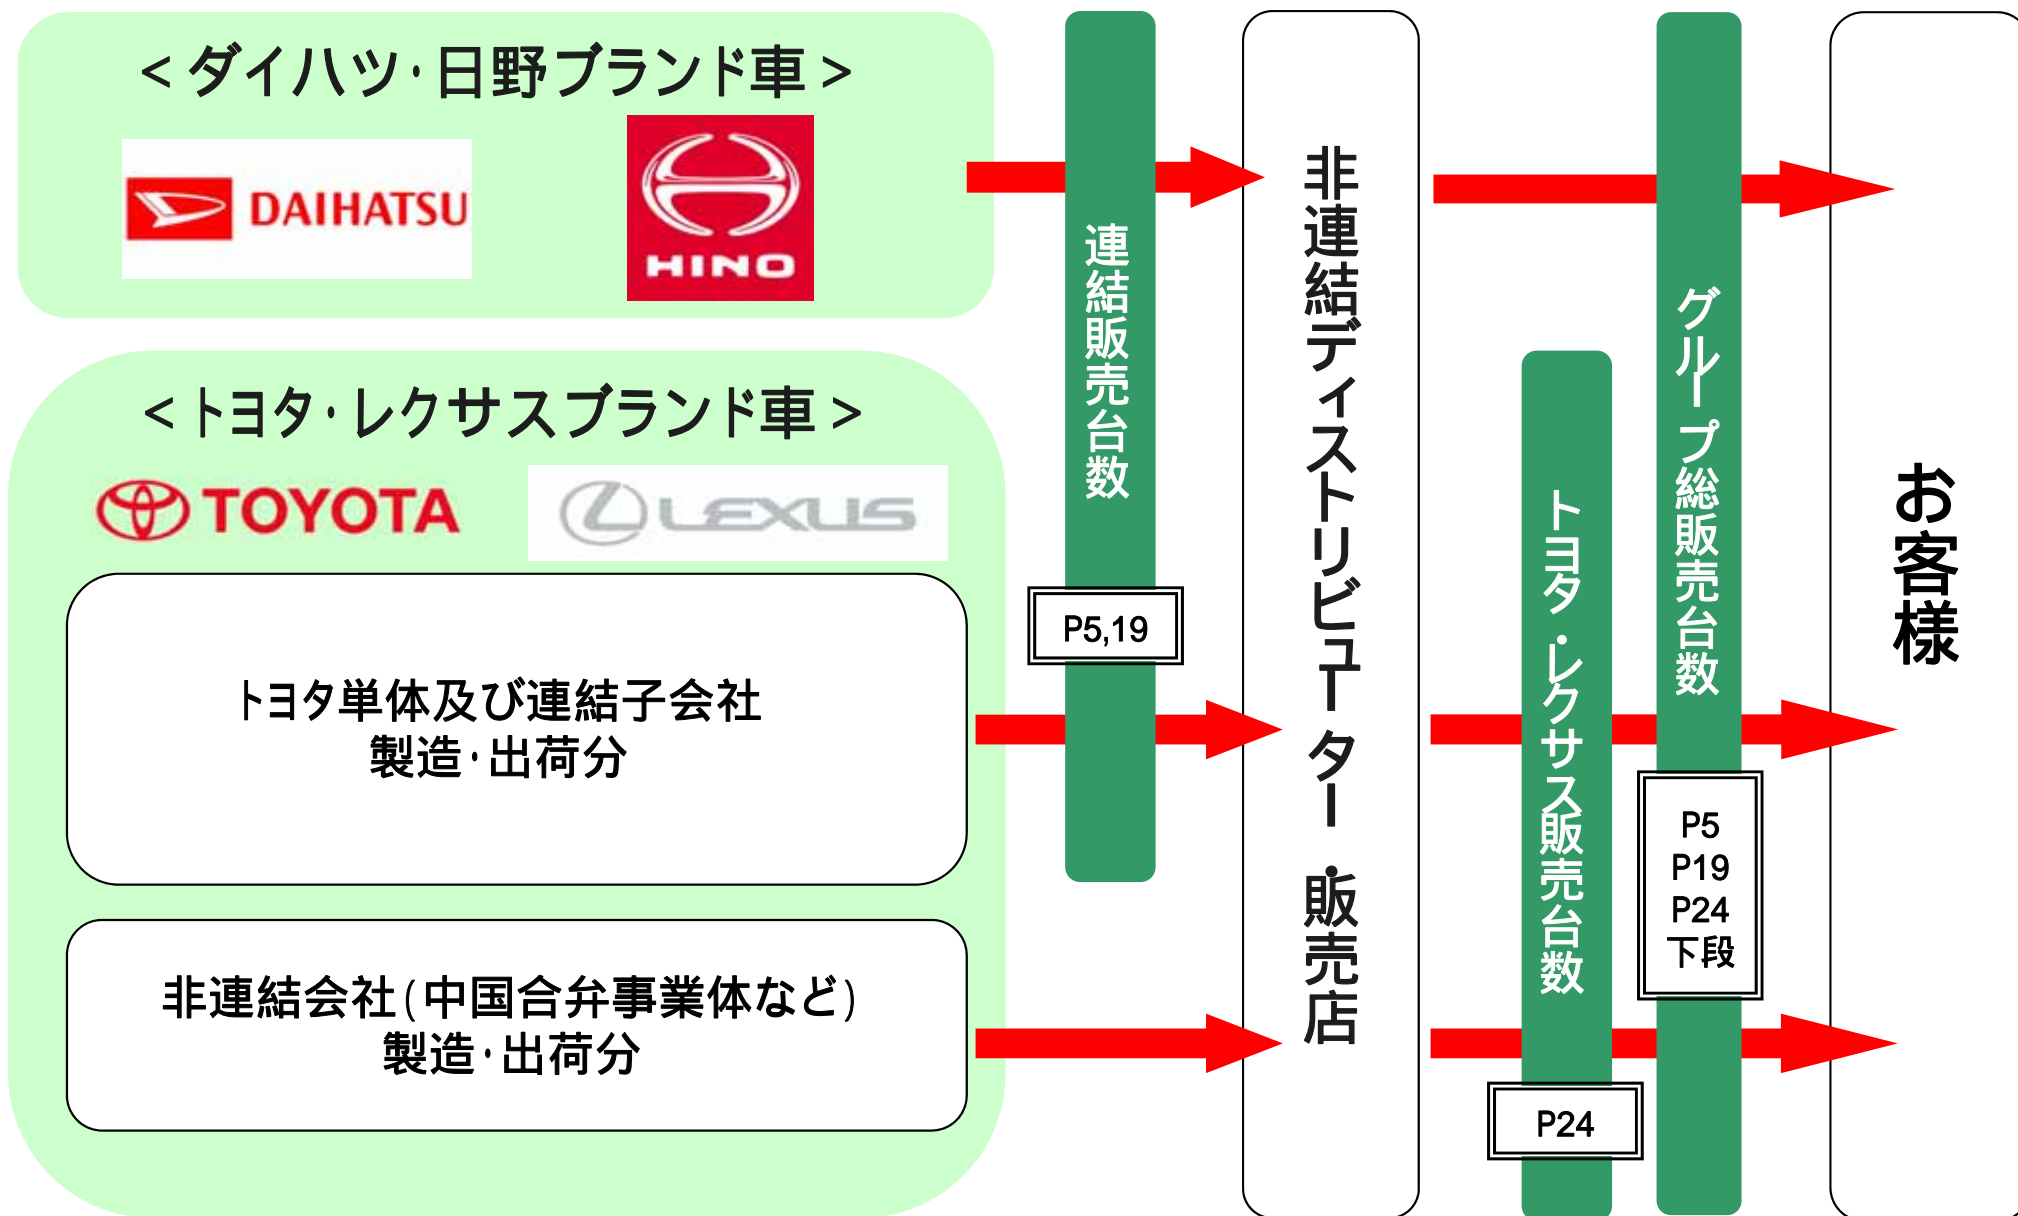 ＜ダイハツ・日野ブランド車＞
DAIHATSU
HINO
＜トヨタ・レクサスブランド車＞
TOYOTA
LEXUS
トヨタ単体及び連結子会社
製造・出荷分
非連結会社(中国合弁事業体など)
製造・出荷分
連結販売台数
P5,19
非連結ディストリビューター・販売店
トヨタ・レクサス販売台数
P24
グループ総販売台数
P5
P19
P24
下段
お客様